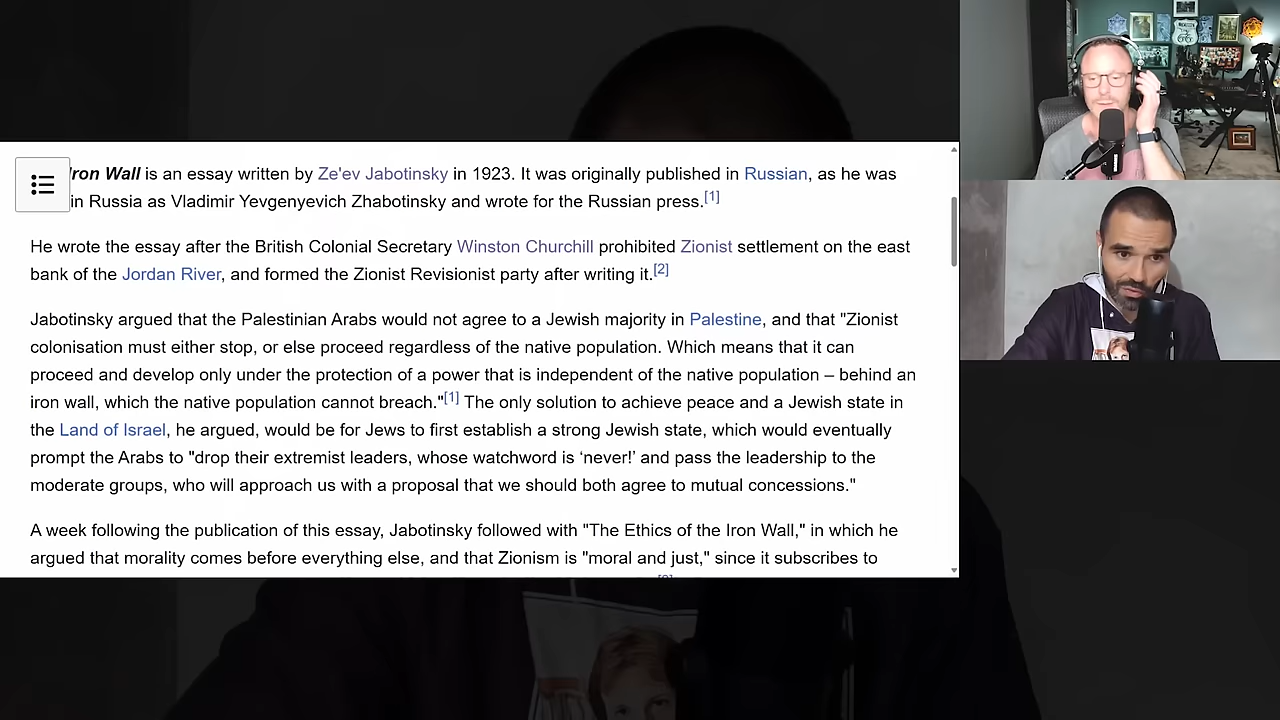 Iron Wall is an essay written by Ze'ev Jabotinsky in 1923. It was originally published in Russian, as he was
in Russia as Vladimir Yevgenyevich Zhabotinsky and wrote for the Russian press.[1]
He wrote the essay after the British Colonial Secretary Winston Churchill prohibited Zionist settlement on the east
bank of the Jordan River, and formed the Zionist Revisionist party after writing it.[2]
Jabotinsky argued that the Palestinian Arabs would not agree to a Jewish majority in Palestine, and that "Zionist
colonisation must either stop, or else proceed regardless of the native population. Which means that it can
proceed and develop only under the protection of a power that is independent of the native population – behind an
iron wall, which the native population cannot breach."[1] The only solution to achieve peace and a Jewish state in
the Land of Israel, he argued, would be for Jews to first establish a strong Jewish state, which would eventually
prompt the Arabs to "drop their extremist leaders, whose watchword is ‘never!’ and pass the leadership to the
moderate groups, who will approach us with a proposal that we should both agree to mutual concessions."
A week following the publication of this essay, Jabotinsky followed with "The Ethics of the Iron Wall," in which he
argued that morality comes before everything else, and that Zionism is "moral and just," since it subscribes to